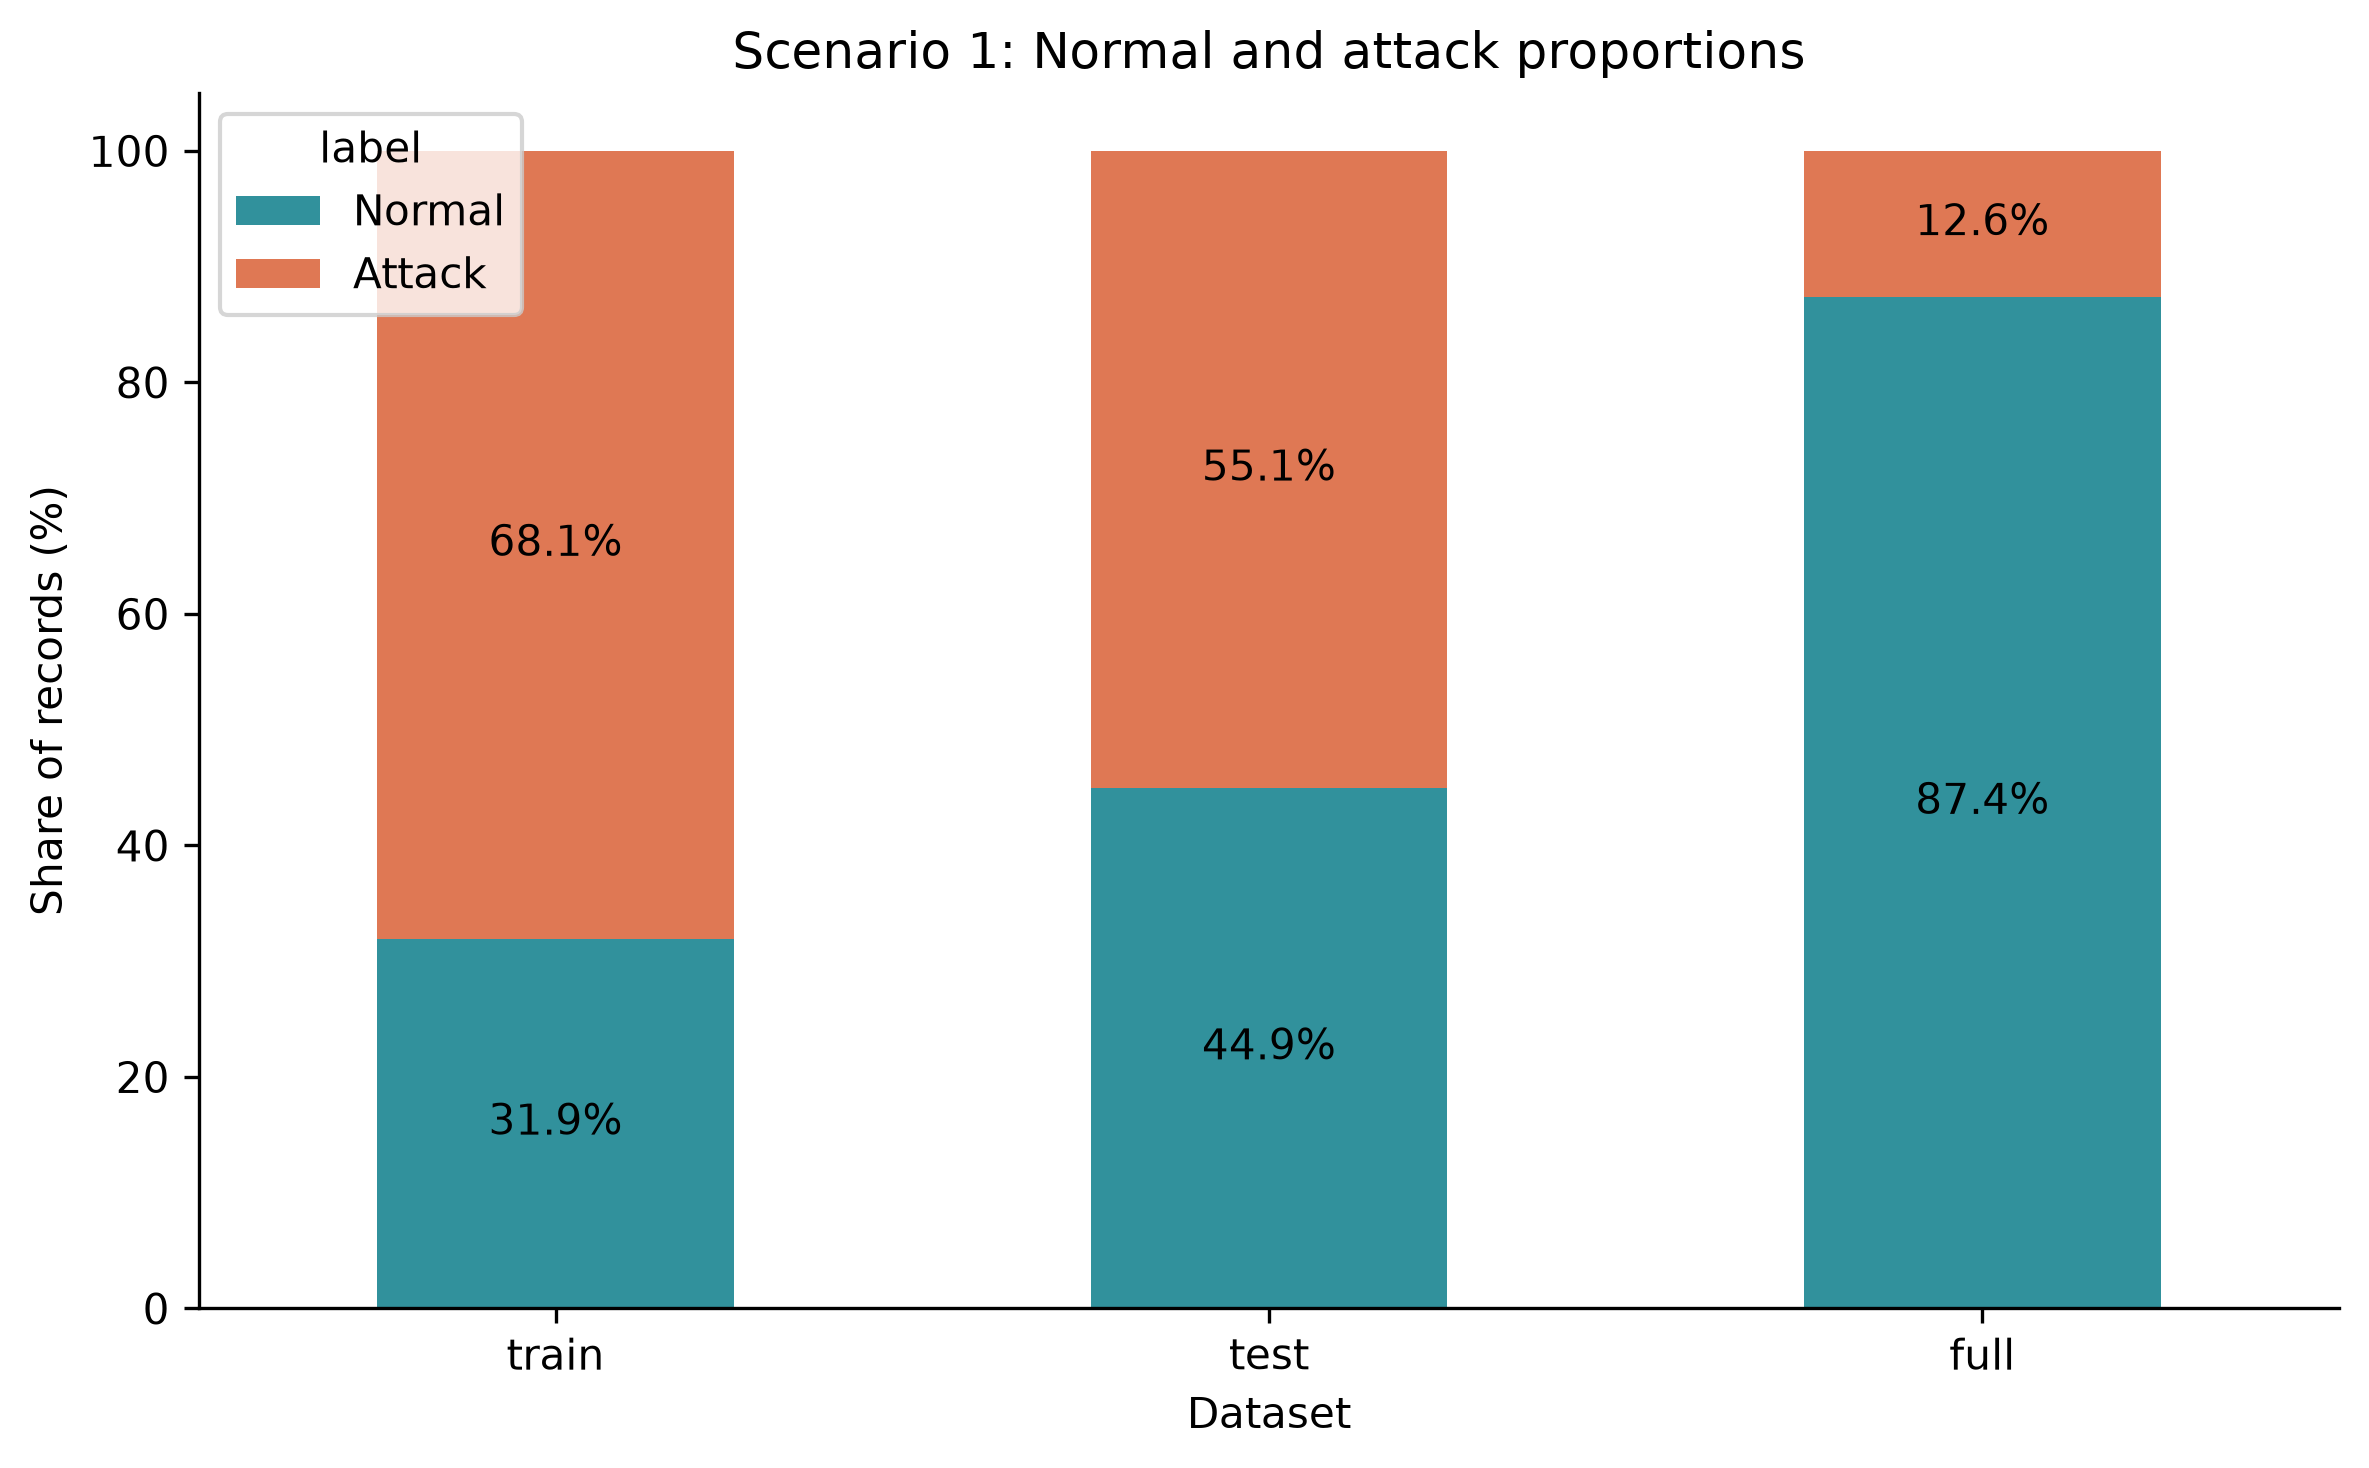 Scenario 1: Normal and attack proportions
label
Normal
Attack
Share of records (%)
100
80
60
40
20
0
68.1%
31.9%
55.1%
44.9%
12.6%
87.4%
train
test
full
Dataset